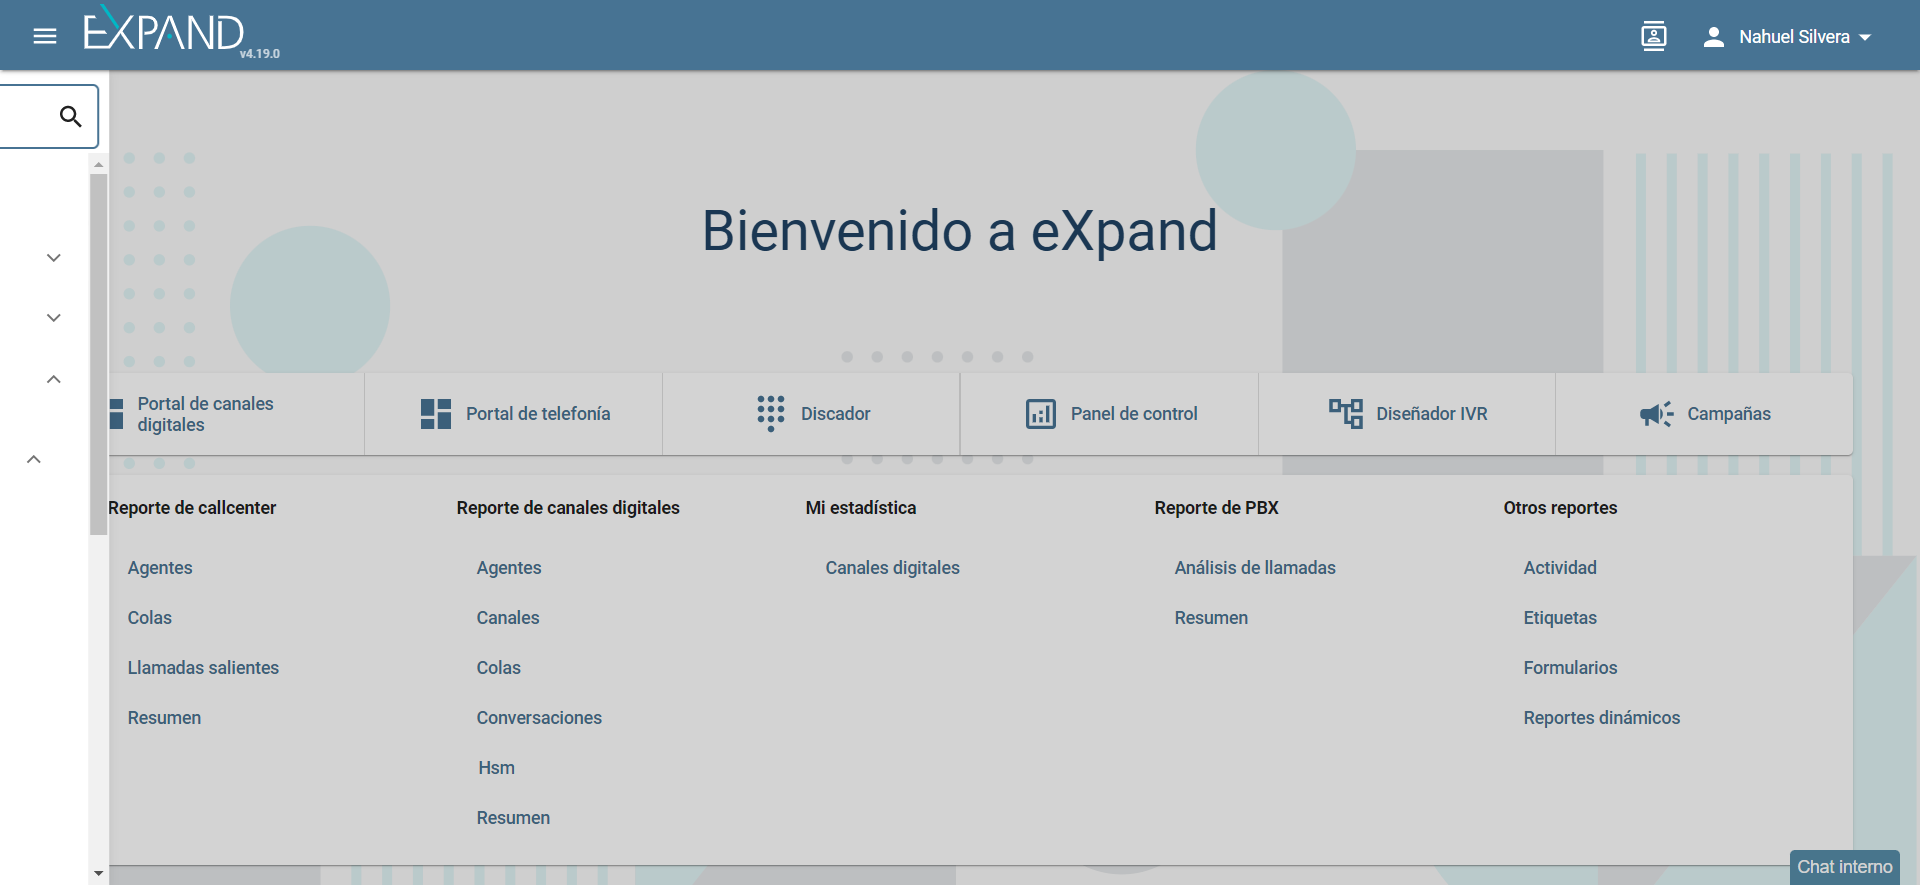 EXPAND
v4.19.0
Nahuel Silvera
Bienvenido a eXpand
Portal de canales
digitales
Portal de telefonía
Discador
Panel de control
Diseñador IVR
Campañas
Reporte de callcenter
Agentes
Colas
Llamadas salientes
Resumen
Reporte de canales digitales
Agentes
Canales
Colas
Conversaciones
Hsm
Resumen
Mi estadística
Canales digitales
Reporte de PBX
Análisis de llamadas
Resumen
Otros reportes
Actividad
Etiquetas
Formularios
Reportes dinámicos
Chat interno